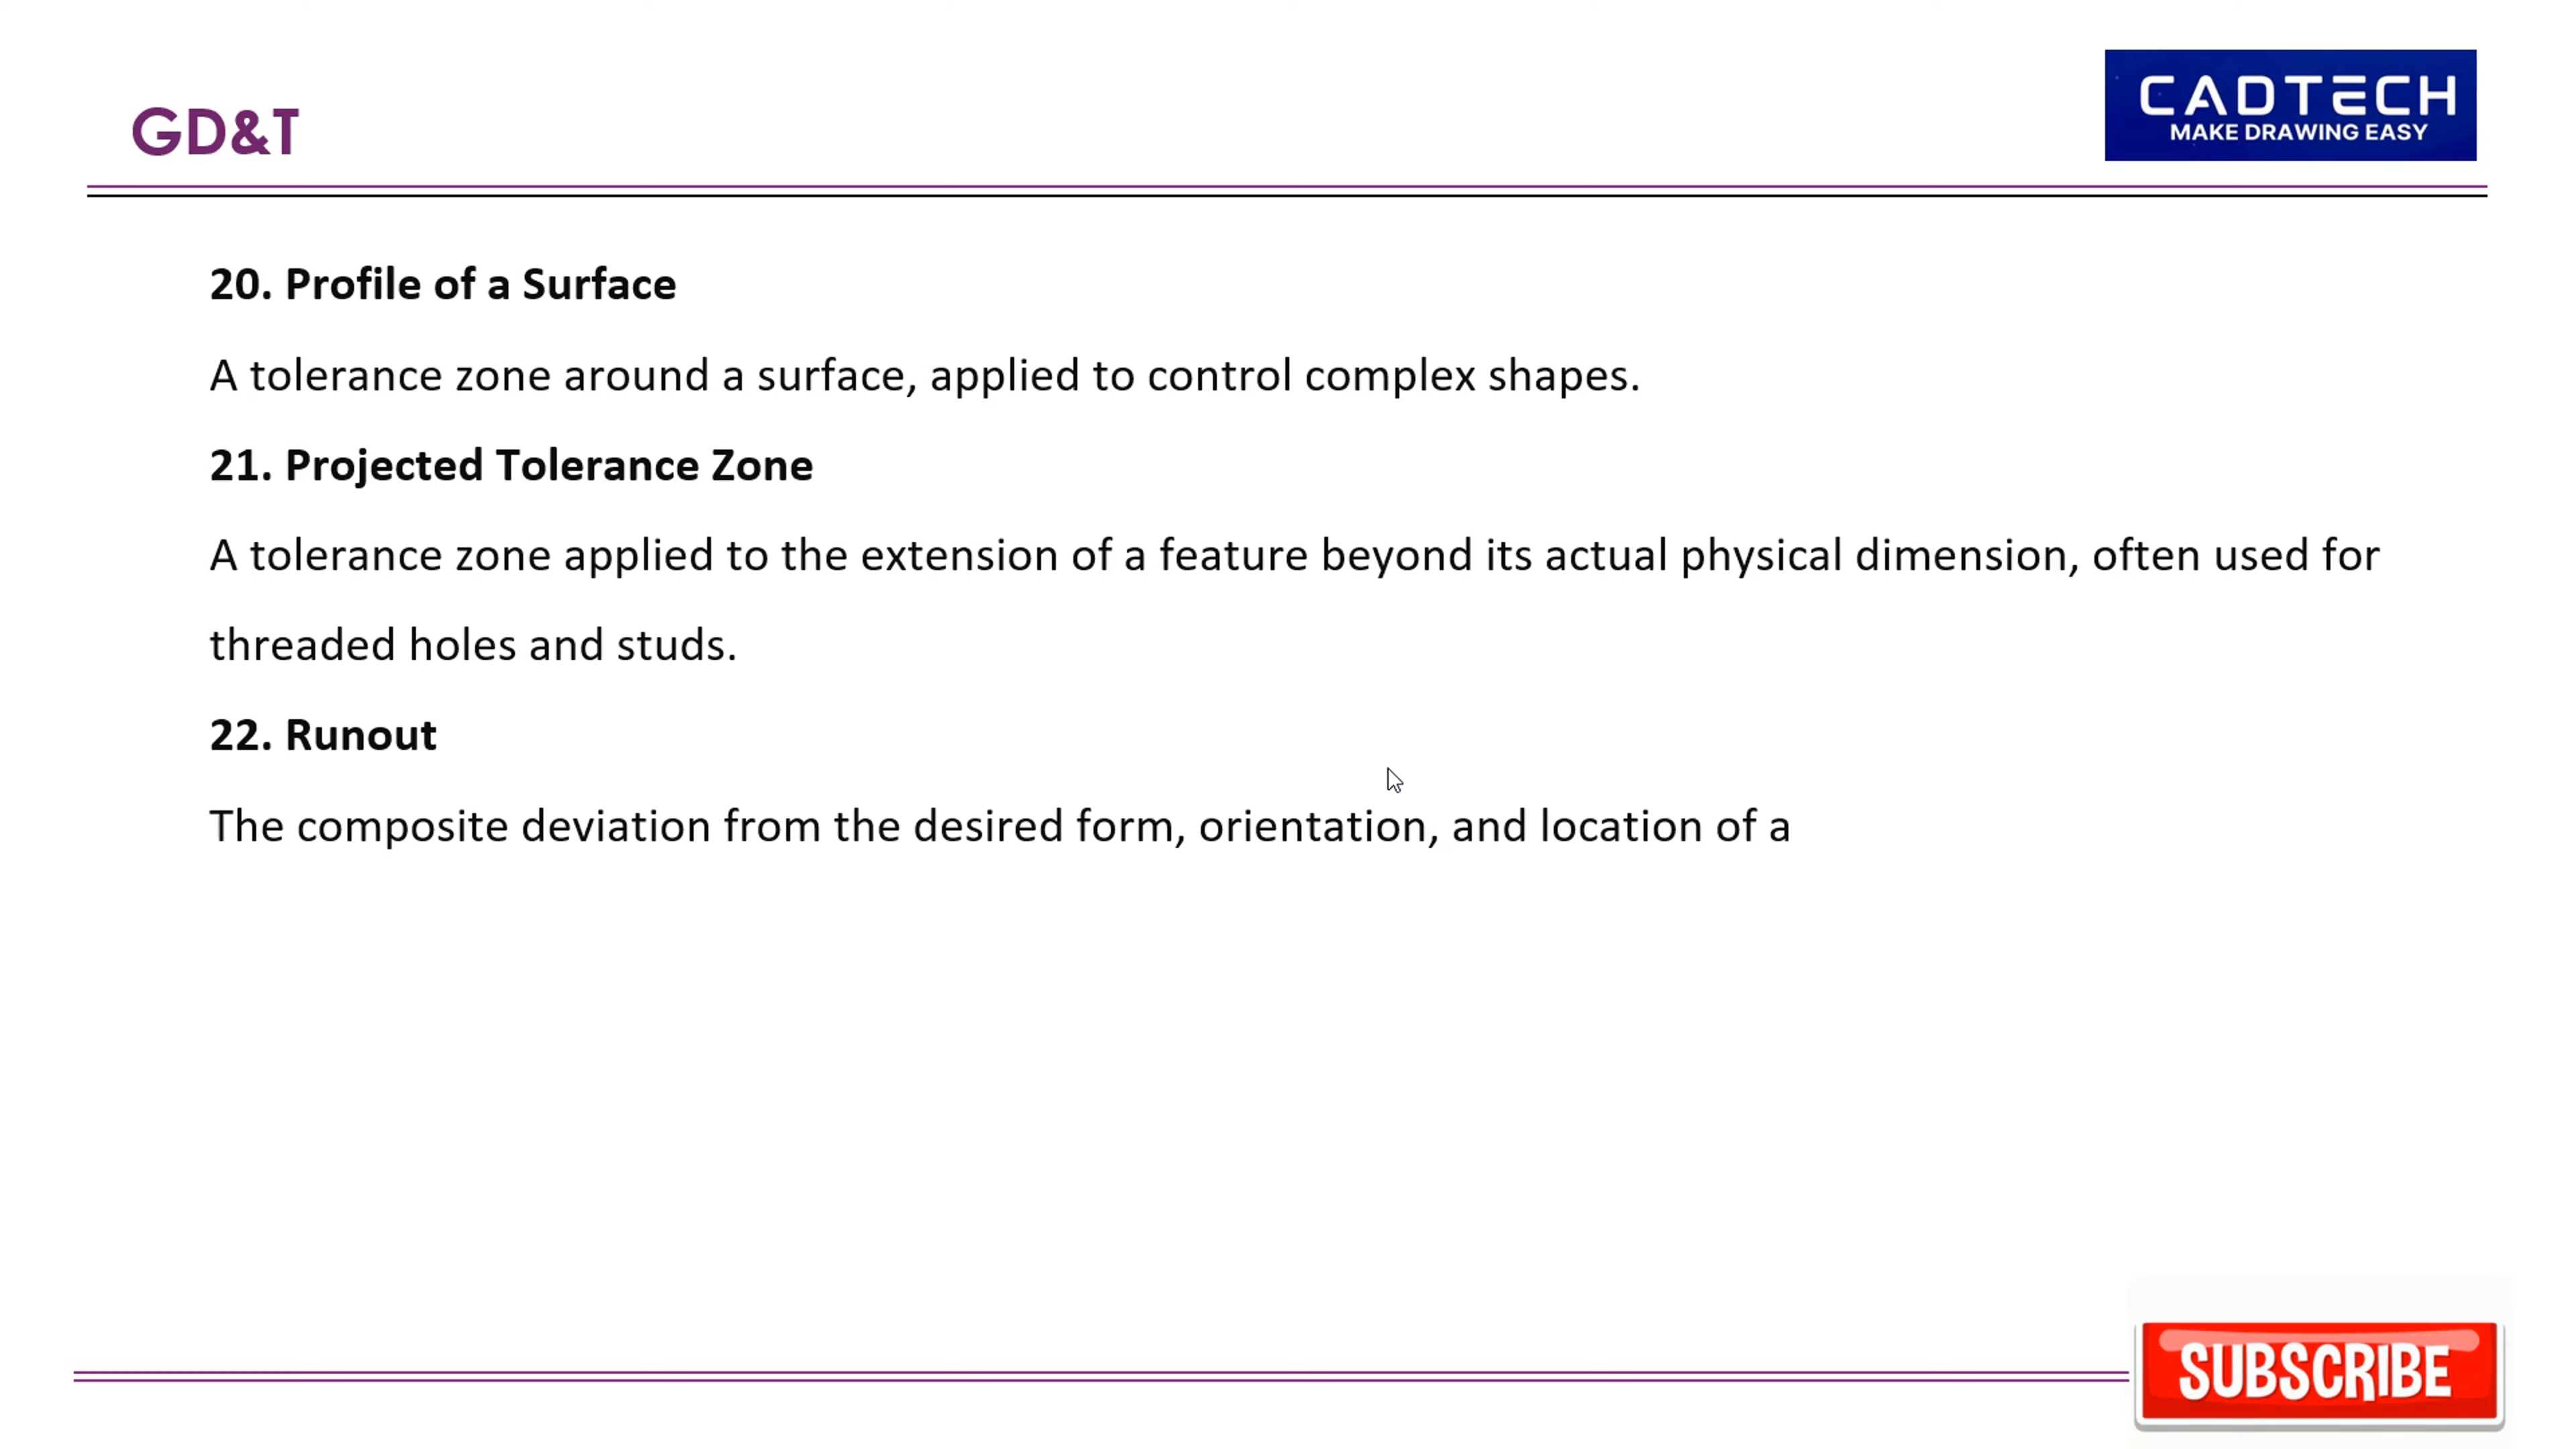 GD&T
CADTECH
MAKE DRAWING EASY
20. Profile of a Surface
A tolerance zone around a surface, applied to control complex shapes.
21. Projected Tolerance Zone
A tolerance zone applied to the extension of a feature beyond its actual physical dimension, often used for
threaded holes and studs.
22. Runout
The composite deviation from the desired form, orientation, and location of a
SUBSCRIBE